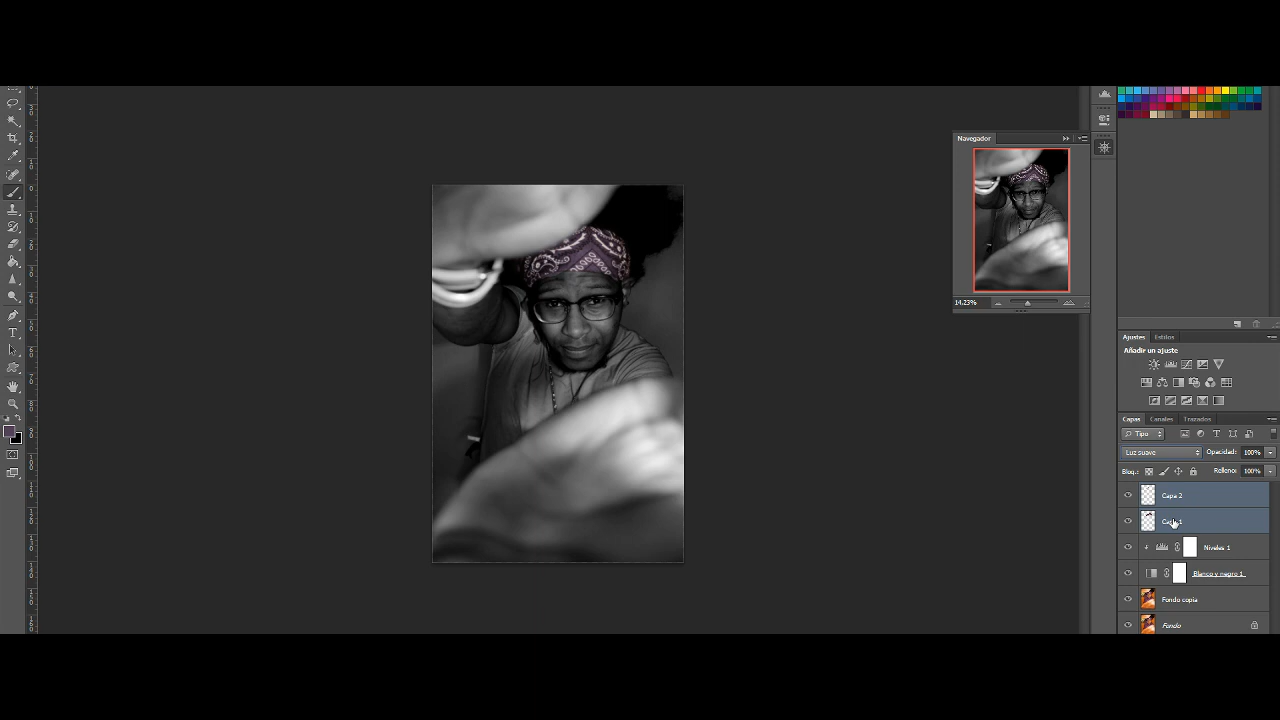 Navegador
14,23%
Ajustes Estilos
Añadir un ajuste
Capas Canales Trazados
Tipo
Luz suave Opacidad: 100%
Bloq.: Relleno: 100%
Capa 2
Niveles 1
Blanco y negro 1
Fondo copia
Fondo